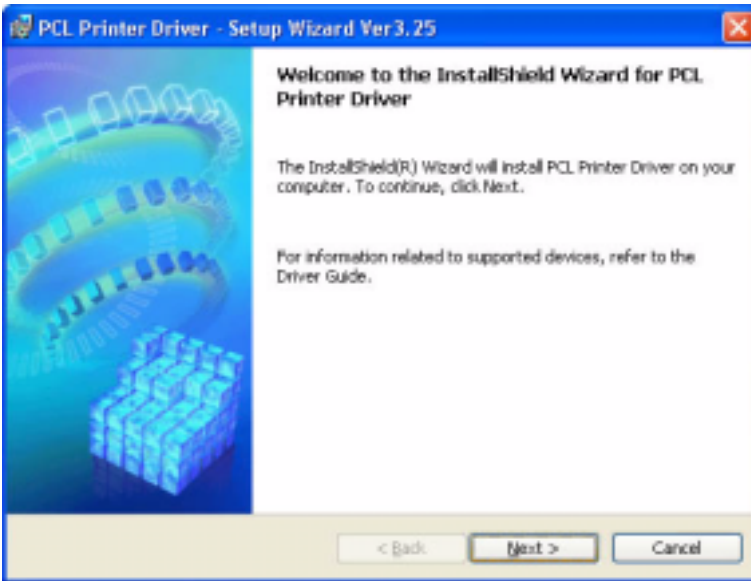 PCL Printer Driver - Setup Wizard Ver3.25
Welcome to the InstallShield Wizard for PCL
Printer Driver
The InstallShield(R) Wizard will install PCL Printer Driver on your
computer. To continue, click Next.
For information related to supported devices, refer to the
Driver Guide.
< Back
Next >
Cancel